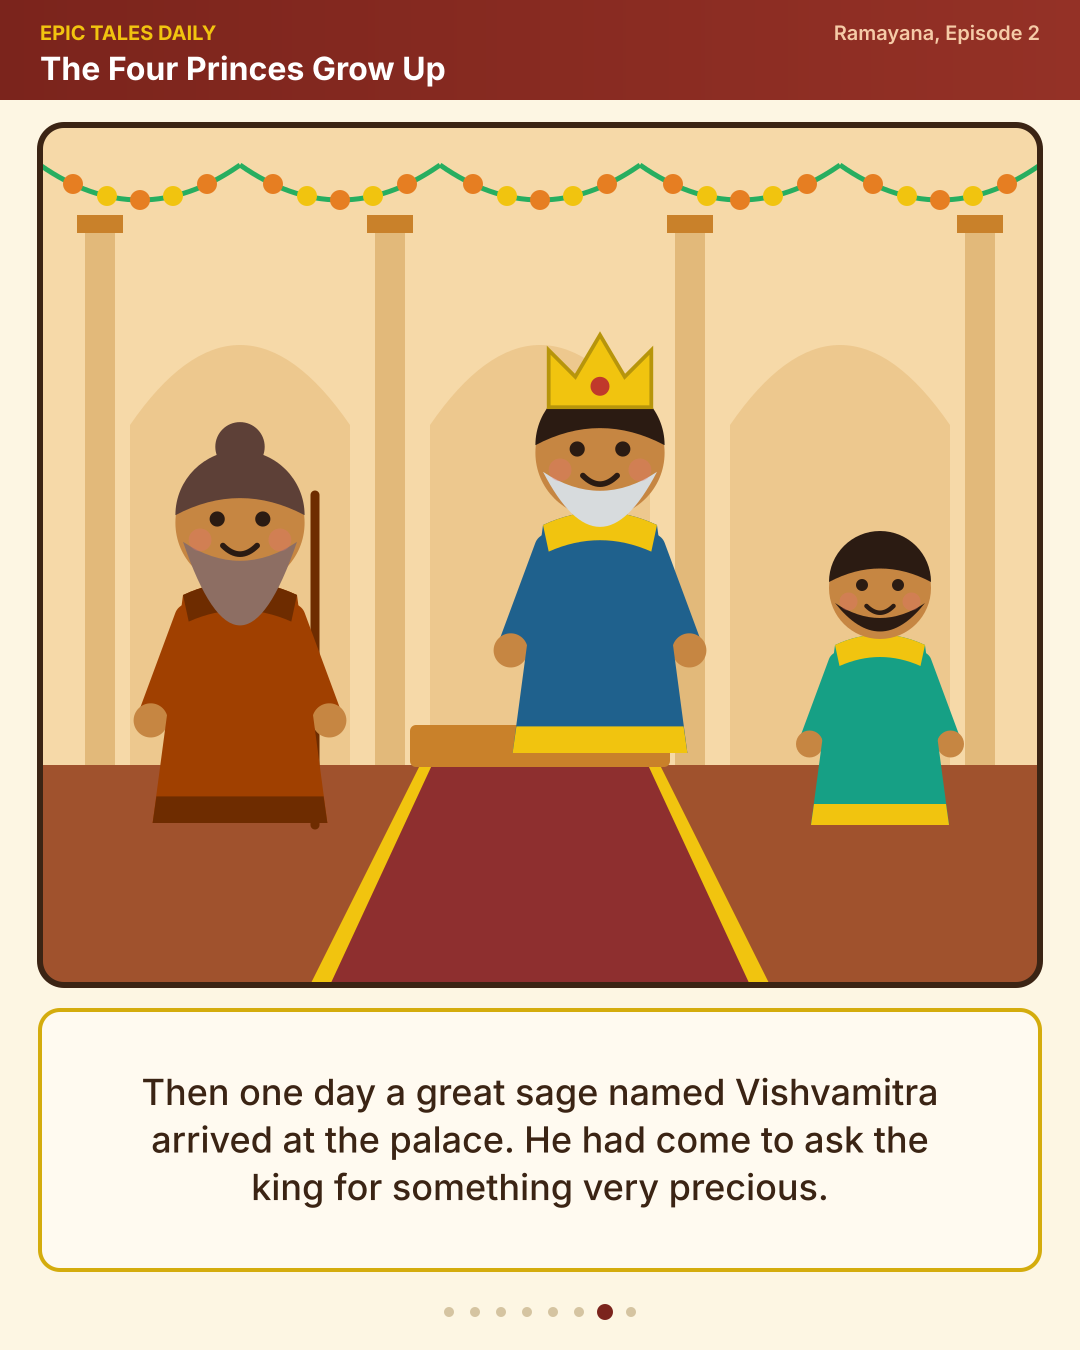 EPIC TALES DAILY
Ramayana, Episode 2
The Four Princes Grow Up
Then one day a great sage named Vishvamitra
arrived at the palace. He had come to ask the
king for something very precious.